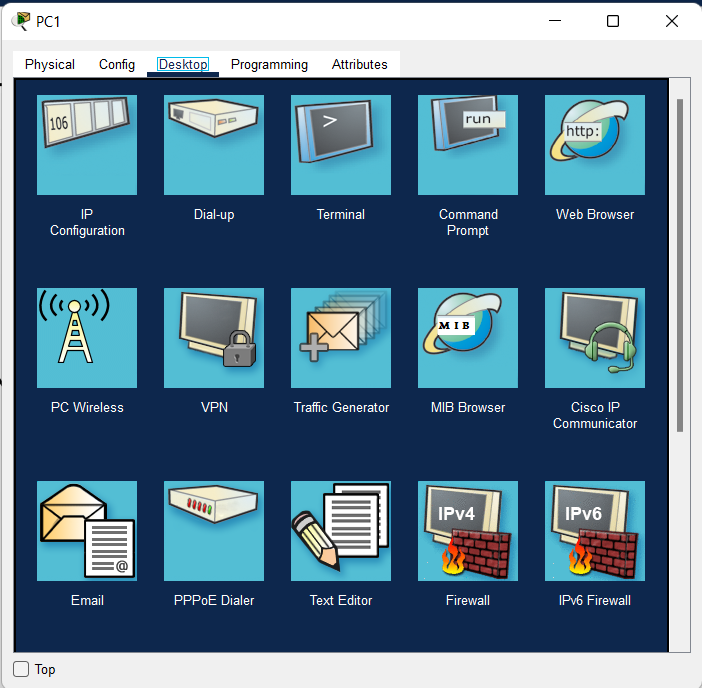 PC1
Physical Config Desktop Programming Attributes
106
>
run
http:
IP
Configuration
Dial-up
Terminal
Command
Prompt
Web Browser
MIB
PC Wireless
VPN
Traffic Generator
MIB Browser
Cisco IP
Communicator
@
IPv4
IPv6
Email
PPPoE Dialer
Text Editor
Firewall
IPv6 Firewall
Top